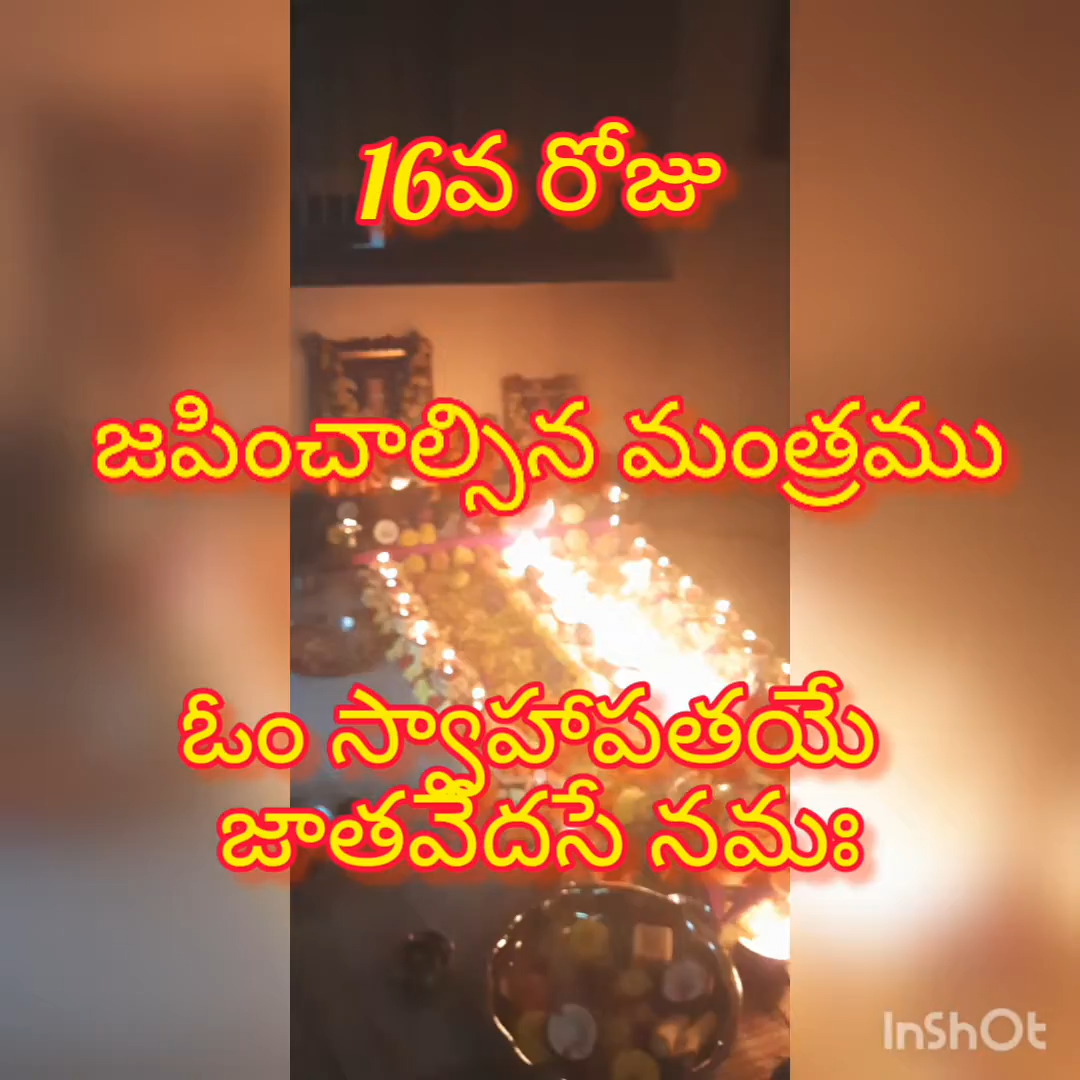 16వ రోజు
జపించాల్సిన మంత్రము
ఓం స్వాహాపతయే
జాతవేదసే నమః
InShOt